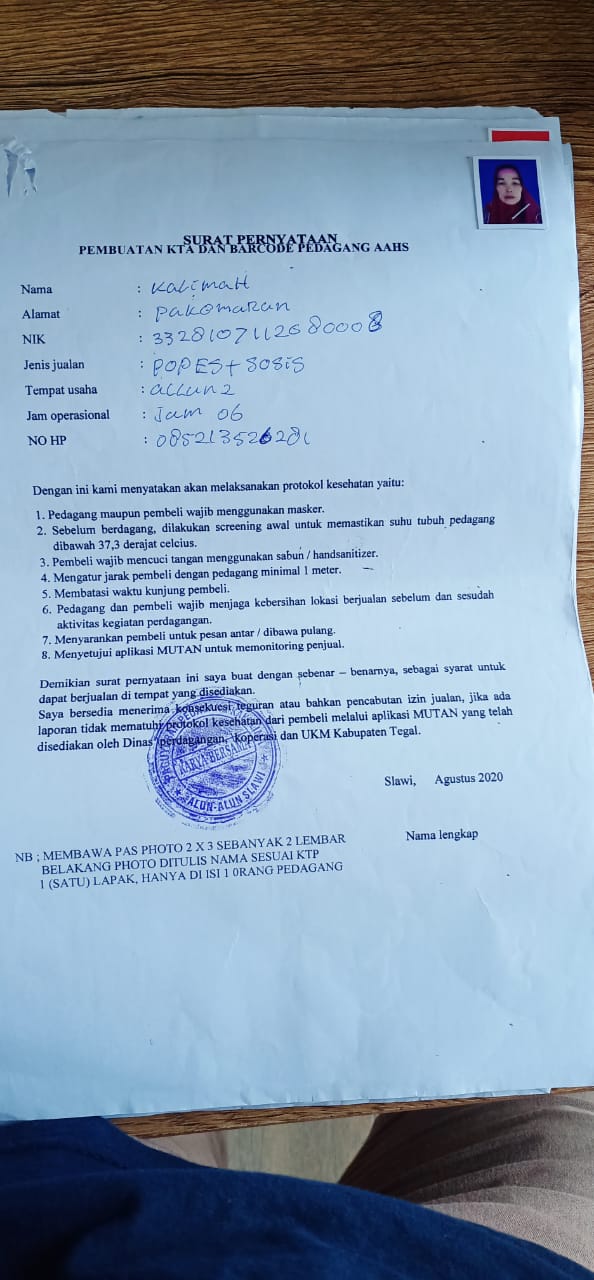 SURAT PERNYATAAN
PEMBUATAN KTA DAN BARCODE PEDAGANG AAHS
Nama : KaLimaH
Alamat : paKOmaRan
NIK : 3328107112680008
Jenis jualan : POPES+ SOSiS
Tempat usaha : aLLun2
Jam operasional : Jam 06
NO HP :
Dengan ini kami menyatakan akan melaksanakan protokol kesehatan yaitu:
1. Pedagang maupun pembeli wajib menggunakan masker.
2. Sebelum berdagang, dilakukan screening awal untuk memastikan suhu tubuh pedagang
dibawah 37,3 derajat celcius.
3. Pembeli wajib mencuci tangan menggunakan sabun / handsanitizer.
4. Mengatur jarak pembeli dengan pedagang minimal 1 meter.
5. Membatasi waktu kunjung pembeli.
6. Pedagang dan pembeli wajib menjaga kebersihan lokasi berjualan sebelum dan sesudah
aktivitas kegiatan perdagangan.
7. Menyarankan pembeli untuk pesan antar / dibawa pulang.
8. Menyetujui aplikasi MUTAN untuk memonitoring penjual.
Demikian surat pernyataan ini saya buat dengan sebenar – benarnya, sebagai syarat untuk
dapat berjualan di tempat yang disediakan.
Saya bersedia menerima konsekuesi teguran atau bahkan pencabutan izin jualan, jika ada
laporan tidak mematuhi protokol kesehatan dari pembeli melalui aplikasi MUTAN yang telah
disediakan oleh Dinas perdagangan, koperasi dan UKM Kabupaten Tegal.
KARYA BERSAMA
ALUN-ALUN SLAWI
Slawi, Agustus 2020
Nama lengkap
NB ; MEMBAWA PAS PHOTO 2 X 3 SEBANYAK 2 LEMBAR
BELAKANG PHOTO DITULIS NAMA SESUAI KTP
1 (SATU) LAPAK, HANYA DI ISI 1 0RANG PEDAGANG